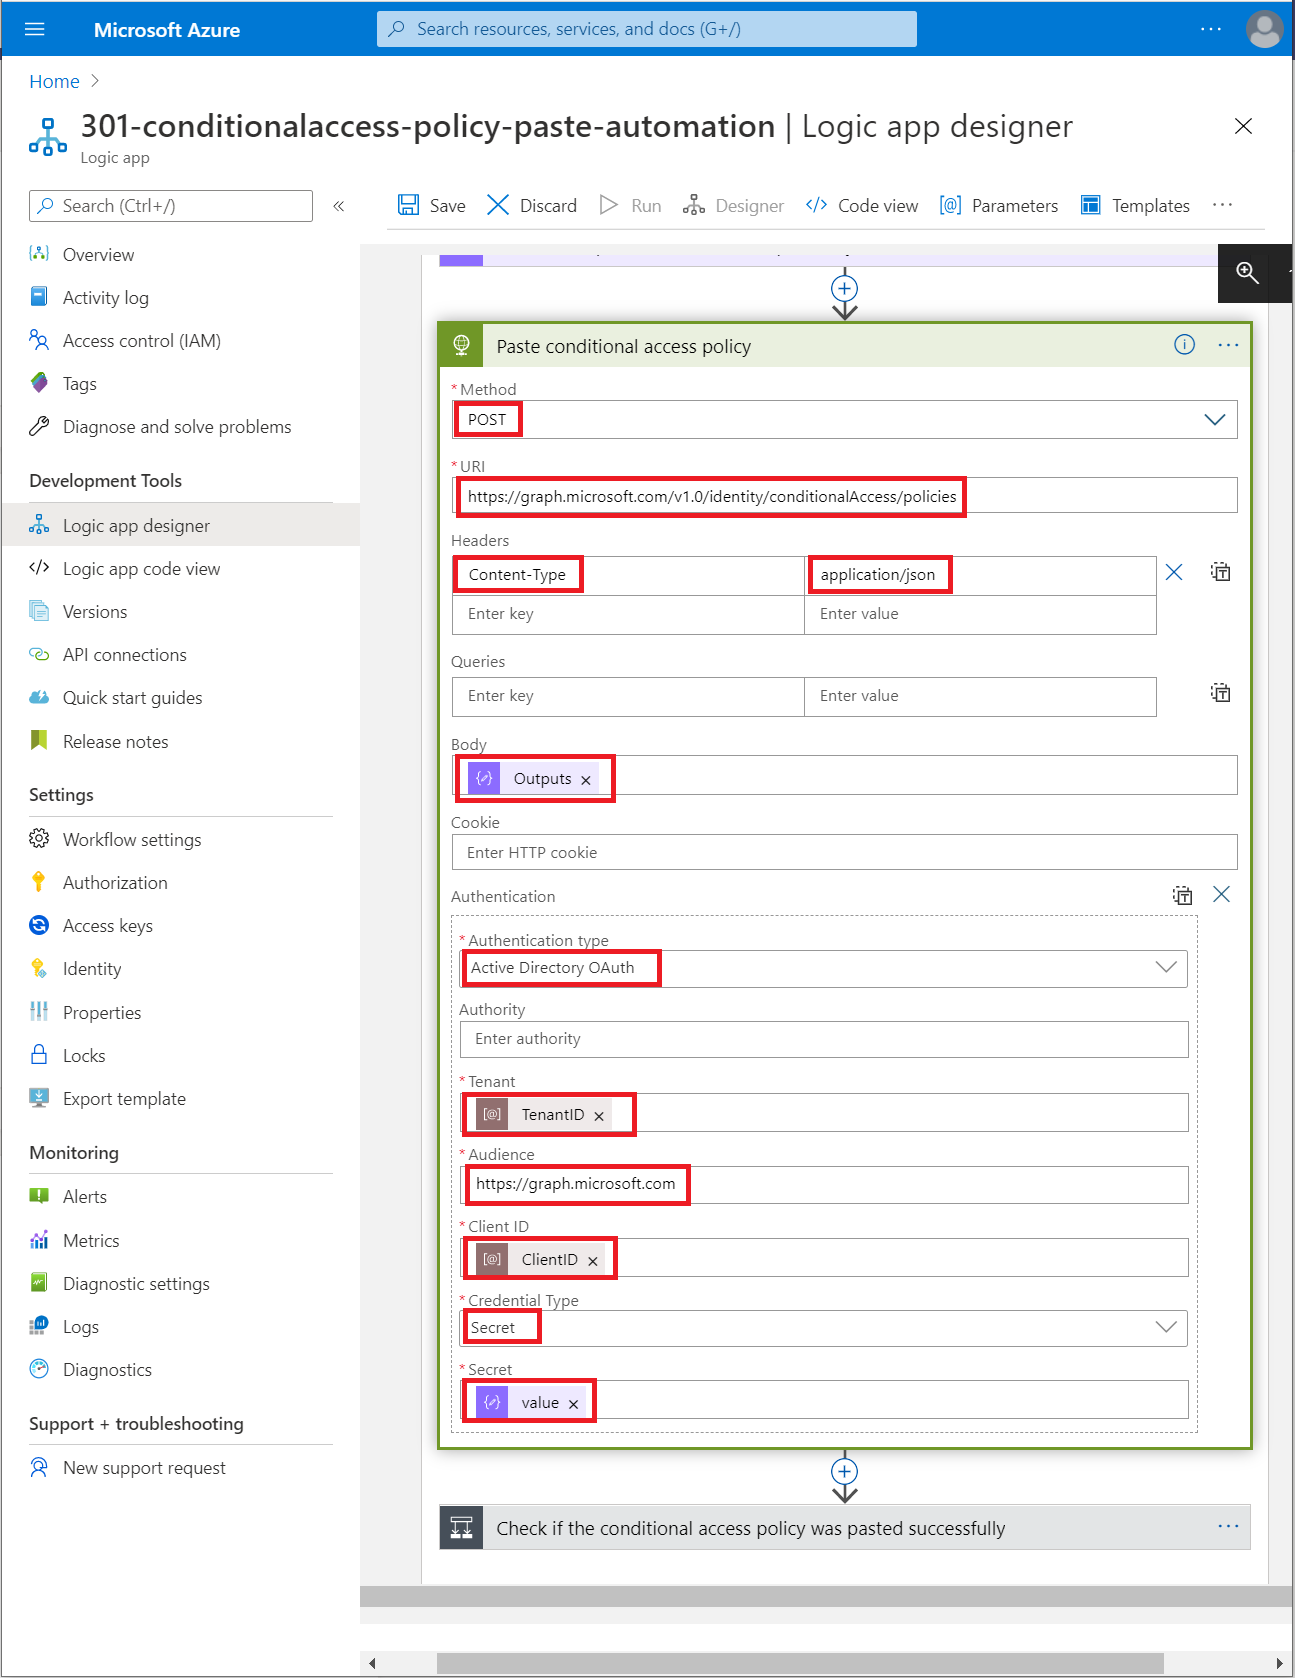 Microsoft Azure
Search resources, services, and docs (G+/)
Home
301-conditionalaccess-policy-paste-automation | Logic app designer
Logic app
Search (Ctrl+/)
Save
Discard
Run
Designer
Code view
Parameters
Templates
Overview
Activity log
Access control (IAM)
Tags
Diagnose and solve problems
Development Tools
Logic app designer
Logic app code view
Versions
API connections
Quick start guides
Release notes
Settings
Workflow settings
Authorization
Access keys
Identity
Properties
Locks
Export template
Monitoring
Alerts
Metrics
Diagnostic settings
Logs
Diagnostics
Support + troubleshooting
New support request
Paste conditional access policy
* Method
POST
* URI
https://graph.microsoft.com/v1.0/identity/conditionalAccess/policies
Headers
Content-Type
application/json
Enter key
Enter value
Queries
Enter key
Enter value
Body
Outputs
Cookie
Enter HTTP cookie
Authentication
* Authentication type
Active Directory OAuth
Authority
Enter authority
* Tenant
TenantID
* Audience
https://graph.microsoft.com
* Client ID
ClientID
* Credential Type
Secret
* Secret
value
Check if the conditional access policy was pasted successfully